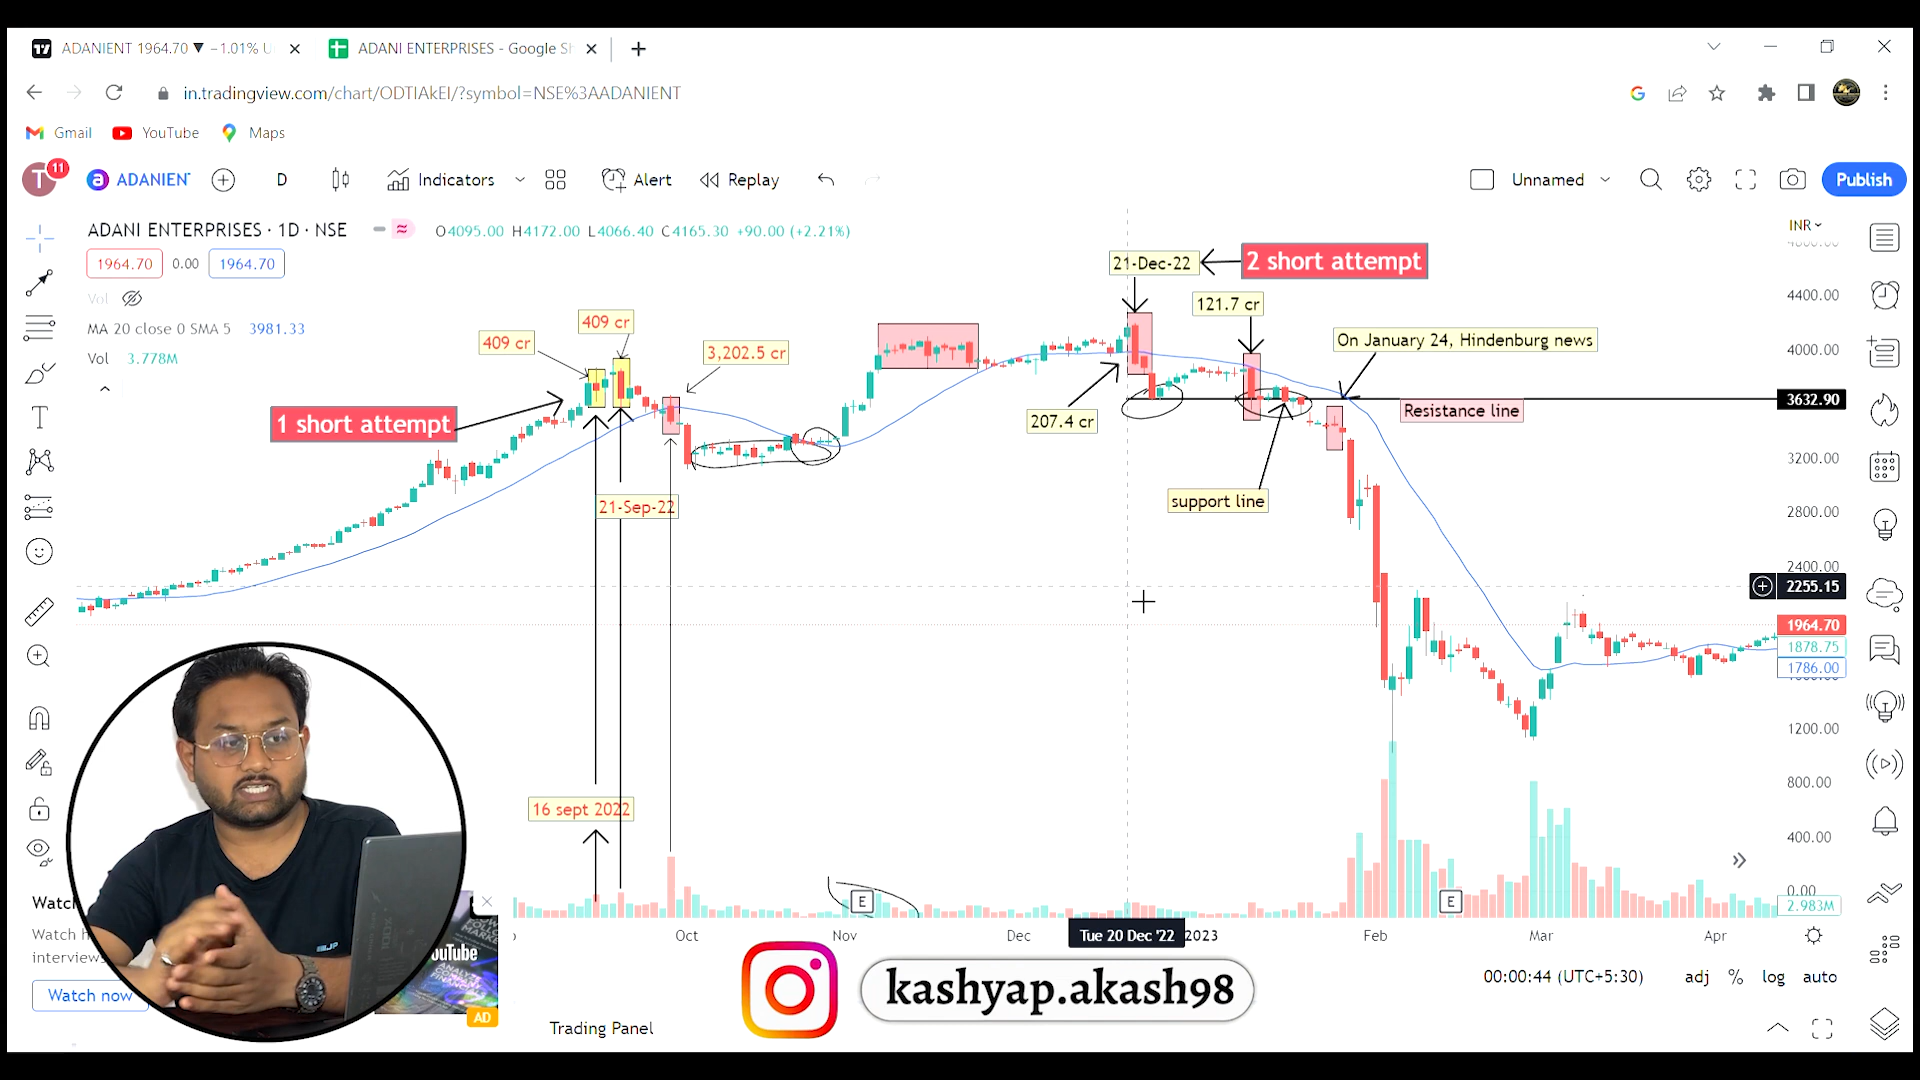 ADANIENT 1964.70 ▼ −1.01% U
ADANI ENTERPRISES - Google Sh
in.tradingview.com/chart/ODTIAkEI/?symbol=NSE%3AADANIENT
Gmail YouTube Maps
T 11 ADANIENT D Indicators Alert Replay Unnamed Publish
ADANI ENTERPRISES · 1D · NSE O4095.00 H4172.00 L4066.40 C4165.30 +90.00 (+2.21%)
INR
1964.70 0.00 1964.70
Vol
MA 20 close 0 SMA 5 3981.33
Vol 3.778M
21-Dec-22
2 short attempt
4400.00
121.7 cr
409 cr
409 cr
3,202.5 cr
On January 24, Hindenburg news
4000.00
1 short attempt
207.4 cr
Resistance line
3632.90
3200.00
21-Sep-22
support line
2800.00
2400.00
2255.15
1964.70
1878.75
1786.00
1200.00
800.00
16 sept 2022
400.00
0.00
2.983M
E
E
Watch
Watch h
interviews
Watch now
YouTube
AD
Oct Nov Dec Tue 20 Dec '22 2023 Feb Mar Apr
00:00:44 (UTC+5:30) adj % log auto
kashyap.akash98
Trading Panel